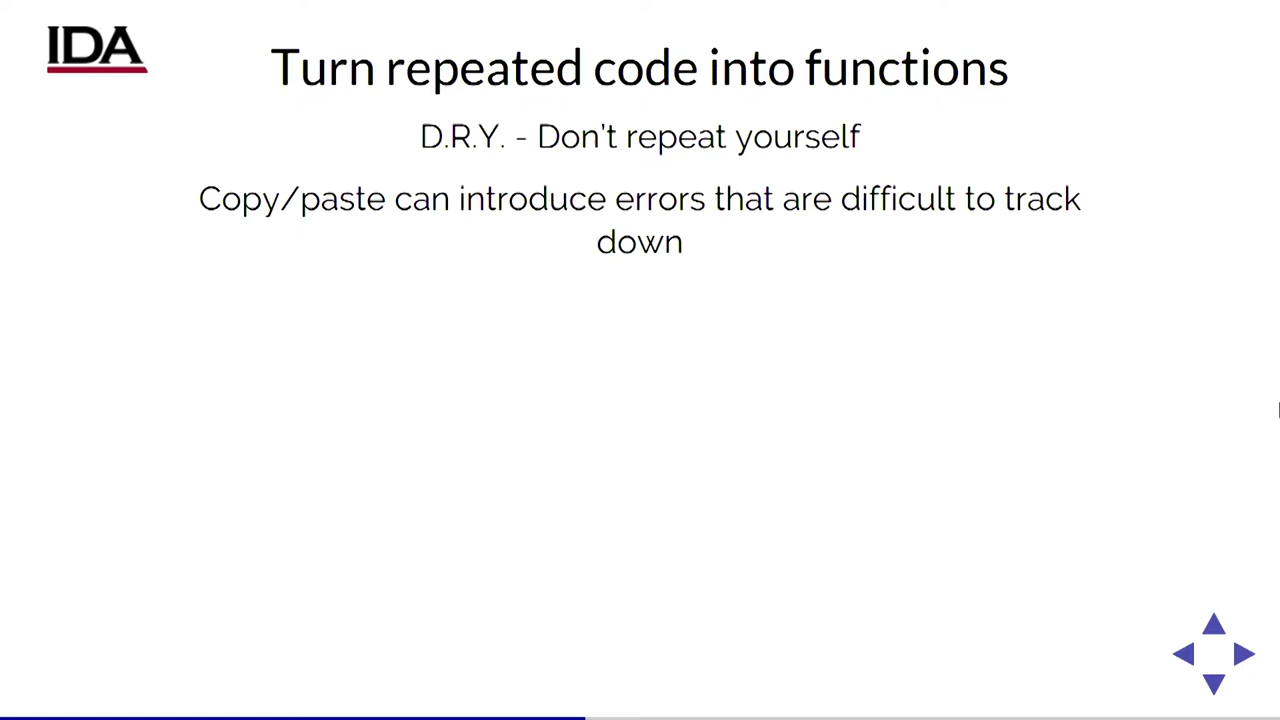 IDA
Turn repeated code into functions
D.R.Y. - Don't repeat yourself
Copy/paste can introduce errors that are difficult to track
down